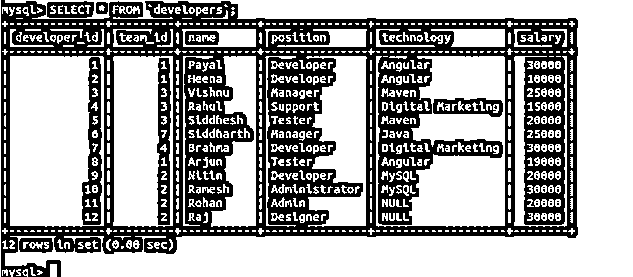 mysql> SELECT * FROM `developers`;
developer_id | team_id | name | position | technology | salary
1 | 1 | Payal | Developer | Angular | 30000
2 | 1 | Heena | Developer | Angular | 10000
3 | 3 | Vishnu | Manager | Maven | 25000
4 | 3 | Rahul | Support | Digital Marketing | 15000
5 | 3 | Siddhesh | Tester | Maven | 20000
6 | 7 | Siddharth | Manager | Java | 25000
7 | 4 | Brahma | Developer | Digital Marketing | 30000
8 | 1 | Arjun | Tester | Angular | 19000
9 | 2 | Nitin | Developer | MySQL | 20000
10 | 2 | Ramesh | Administrator | MySQL | 30000
11 | 2 | Rohan | Admin | NULL | 20000
12 | 2 | Raj | Designer | NULL | 30000
12 rows in set (0.00 sec)
mysql>